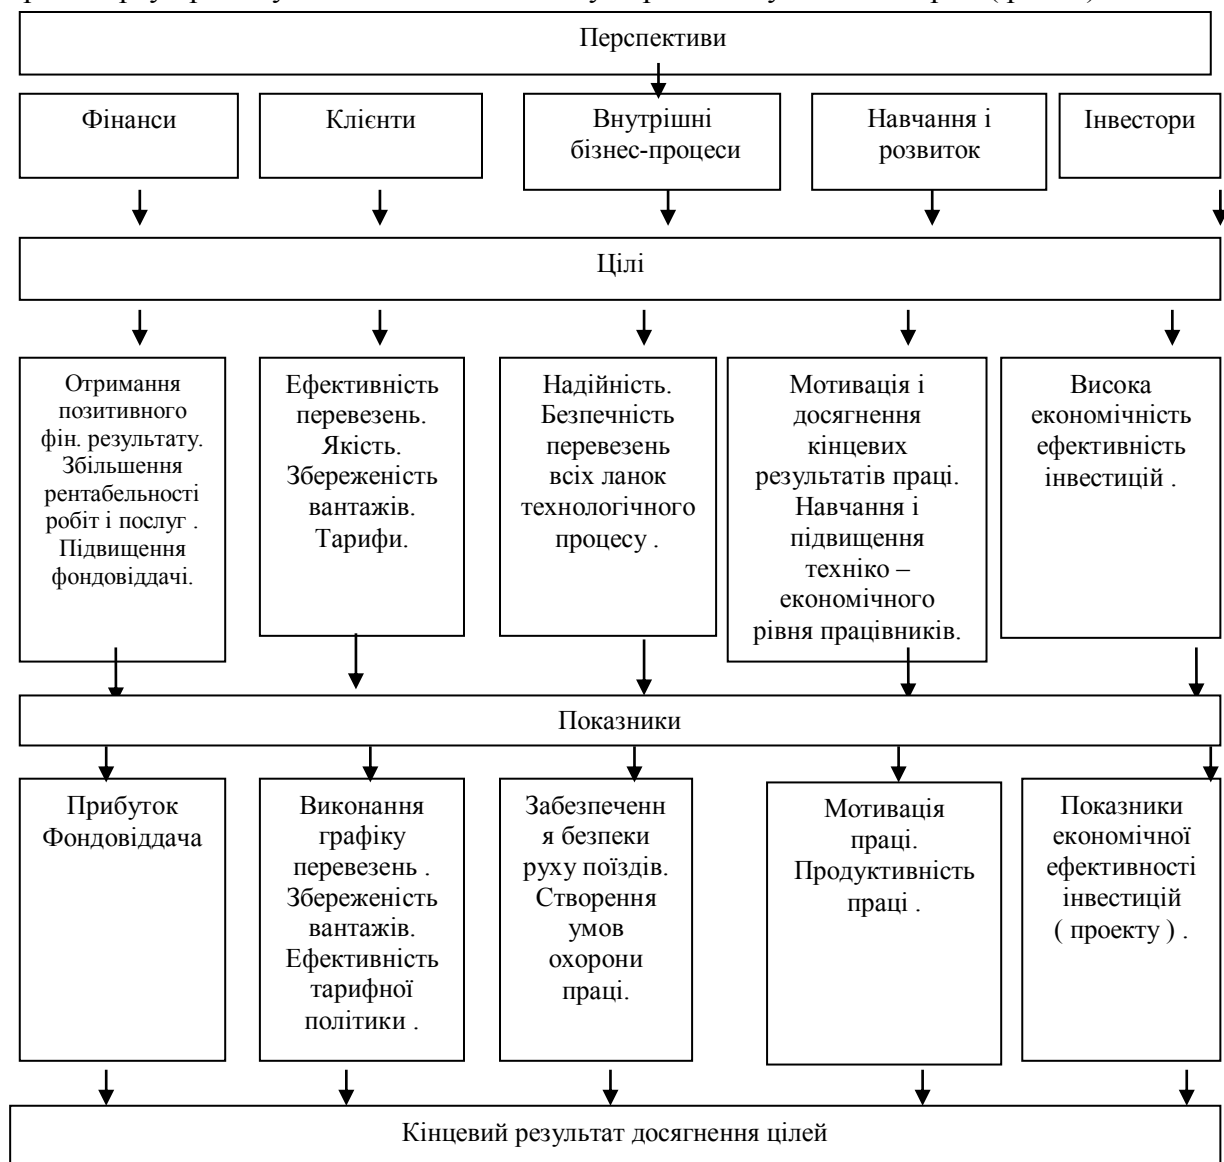 Перспективи
Фінанси
Клієнти
Внутрішні
бізнес-процеси
Навчання і
розвиток
Інвестори
Цілі
Отримання
позитивного
фін. результату.
Збільшення
рентабельності
робіт і послуг .
Підвищення
фондовіддачі.
Ефективність
перевезень.
Якість.
Збереженість
вантажів.
Тарифи.
Надійність.
Безпечність
перевезень
всіх ланок
технологічного
процесу .
Мотивація і
досягнення
кінцевих
результатів праці.
Навчання і
підвищення
техніко –
економічного
рівня працівників.
Висока
економічність
ефективність
інвестицій .
Показники
Прибуток
Фондовіддача
Виконання
графіку
перевезень .
Збереженість
вантажів.
Ефективність
тарифної
політики .
Забезпеченн
я безпеки
руху поїздів.
Створення
умов
охорони
праці.
Мотивація
праці.
Продуктивність
праці .
Показники
економічної
ефективності
інвестицій
( проекту ) .
Кінцевий результат досягнення цілей